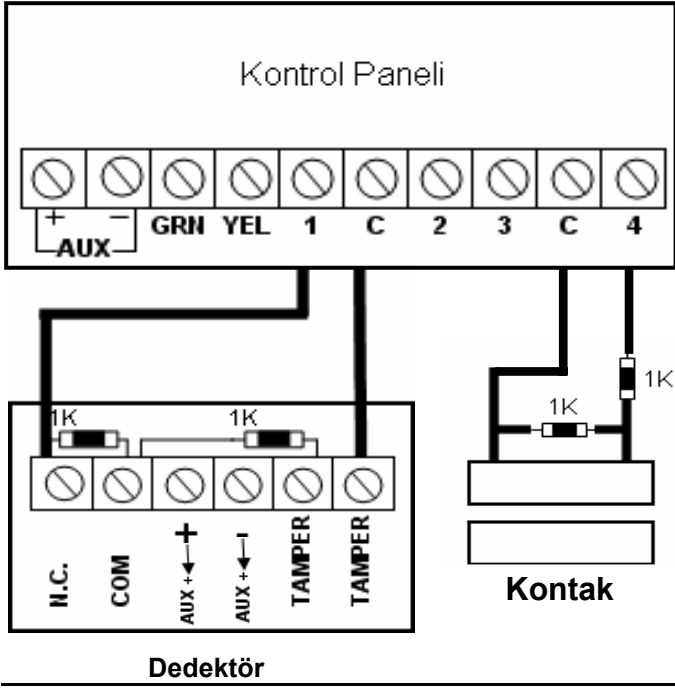 Kontrol Paneli
+ − GRN YEL 1 C 2 3 C 4
AUX
1K
1K 1K 1K
N.C. COM AUX +◄─+ AUX +◄─- TAMPER TAMPER
Kontak
Dedektör